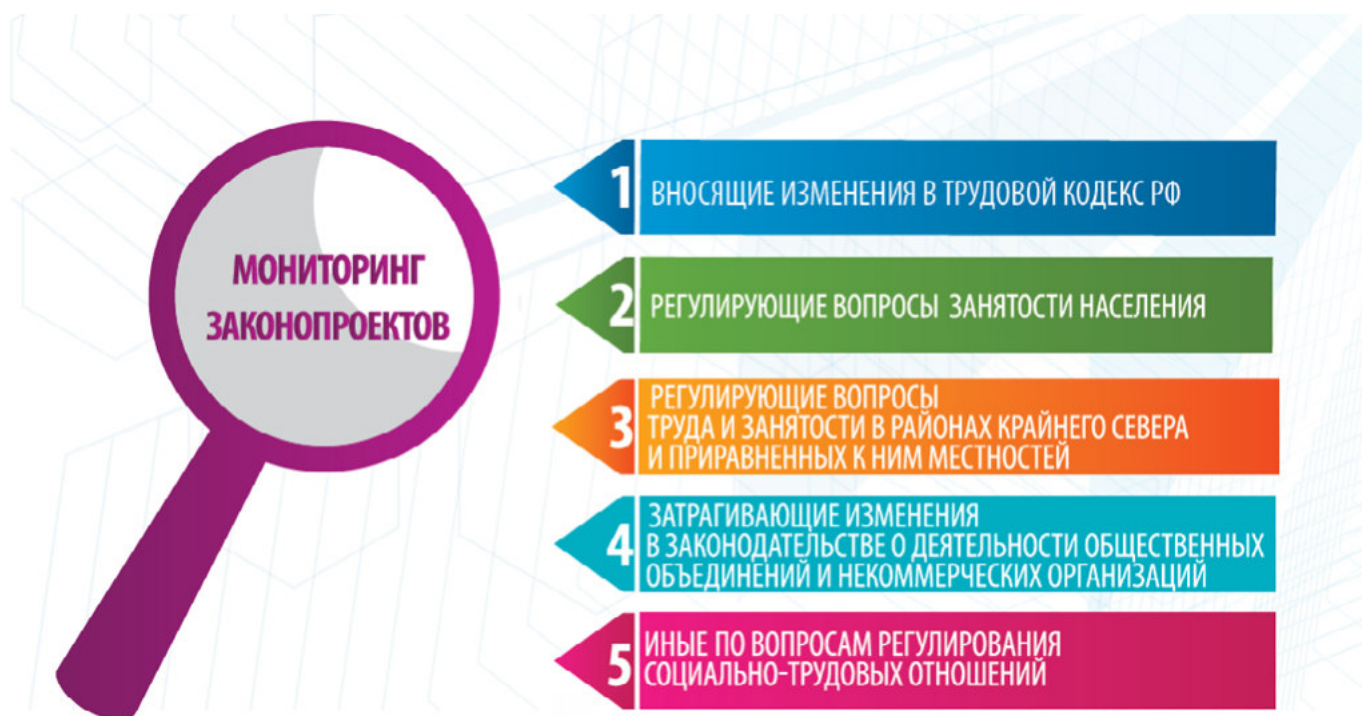 МОНИТОРИНГ
ЗАКОНОПРОЕКТОВ
1 ВНОСЯЩИЕ ИЗМЕНЕНИЯ В ТРУДОВОЙ КОДЕКС РФ
2 РЕГУЛИРУЮЩИЕ ВОПРОСЫ ЗАНЯТОСТИ НАСЕЛЕНИЯ
3 РЕГУЛИРУЮЩИЕ ВОПРОСЫ
ТРУДА И ЗАНЯТОСТИ В РАЙОНАХ КРАЙНЕГО СЕВЕРА
И ПРИРАВНЕННЫХ К НИМ МЕСТНОСТЕЙ
4 ЗАТРАГИВАЮЩИЕ ИЗМЕНЕНИЯ
В ЗАКОНОДАТЕЛЬСТВЕ О ДЕЯТЕЛЬНОСТИ ОБЩЕСТВЕННЫХ
ОБЪЕДИНЕНИЙ И НЕКОММЕРЧЕСКИХ ОРГАНИЗАЦИЙ
5 ИНЫЕ ПО ВОПРОСАМ РЕГУЛИРОВАНИЯ
СОЦИАЛЬНО-ТРУДОВЫХ ОТНОШЕНИЙ